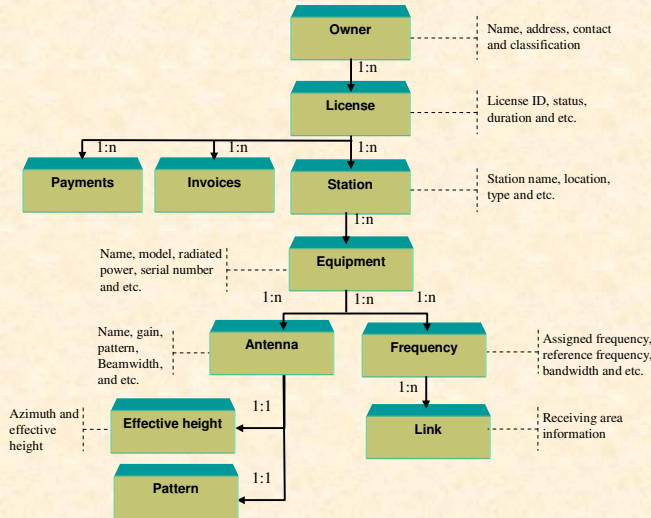 Owner
Name, address, contact
and classification
1:n
License
License ID, status,
duration and etc.
1:n
1:n
1:n
Payments
Invoices
Station
Station name, location,
type and etc.
1:n
Name, model, radiated
power, serial number
and etc.
Equipment
1:n
1:n
1:n
Name, gain,
pattern,
Beamwidth,
and etc.
Antenna
Frequency
Assigned frequency,
reference frequency,
bandwidth and etc.
1:n
1:1
Azimuth and
effective
height
Effective height
Link
Receiving area
information
1:1
Pattern